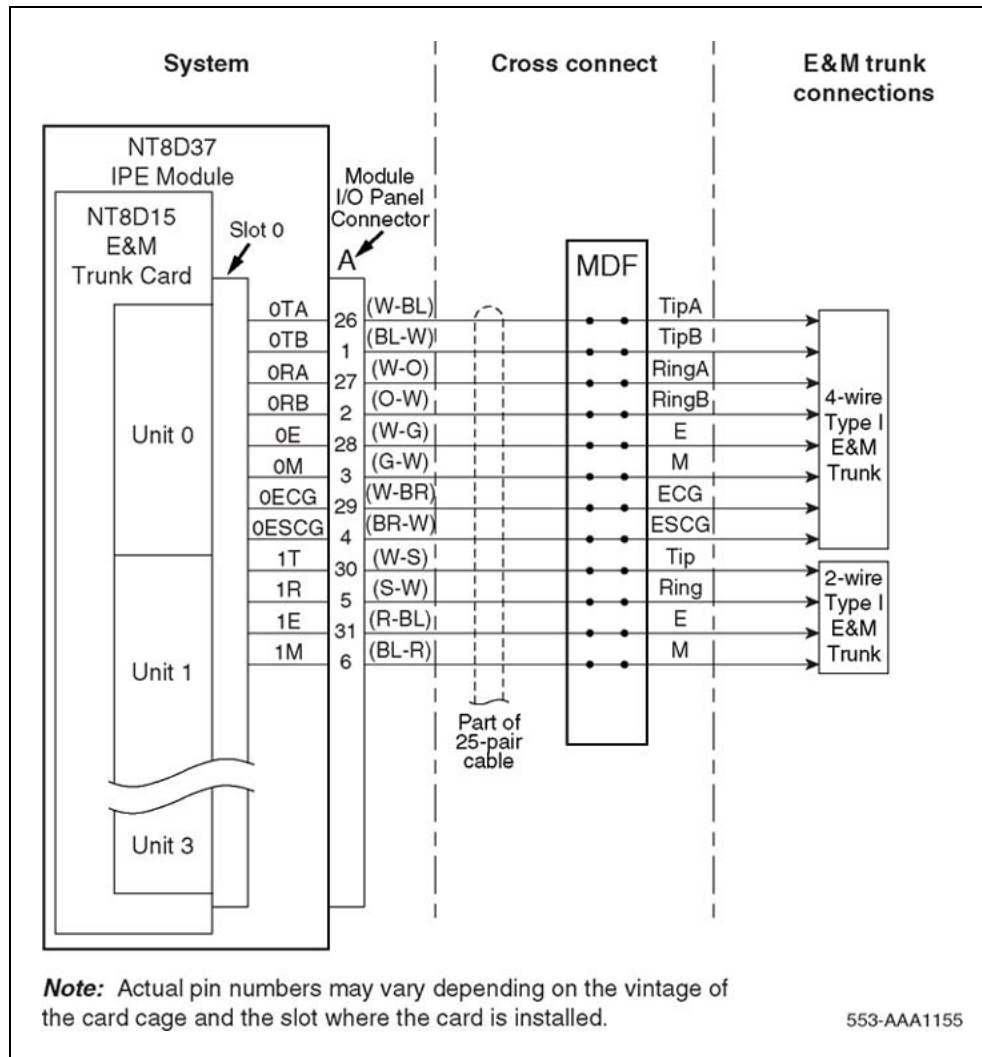 System
Cross connect
E&M trunk
connections
NT8D37
IPE Module
Module
I/O Panel
Connector
NT8D15
E&M
Trunk Card
Slot 0
A
MDF
0TA 26 (W-BL) TipA
0TB 1 (BL-W) TipB
0RA 27 (W-O) RingA
0RB 2 (O-W) RingB
0E 28 (W-G) E
0M 3 (G-W) M
0ECG 29 (W-BR) ECG
0ESCG 4 (BR-W) ESCG
1T 30 (W-S) Tip
1R 5 (S-W) Ring
1E 31 (R-BL) E
1M 6 (BL-R) M
Unit 0
Unit 1
Unit 3
4-wire
Type I
E&M
Trunk
2-wire
Type I
E&M
Trunk
Part of
25-pair
cable
Note: Actual pin numbers may vary depending on the vintage of
the card cage and the slot where the card is installed.
553-AAA1155